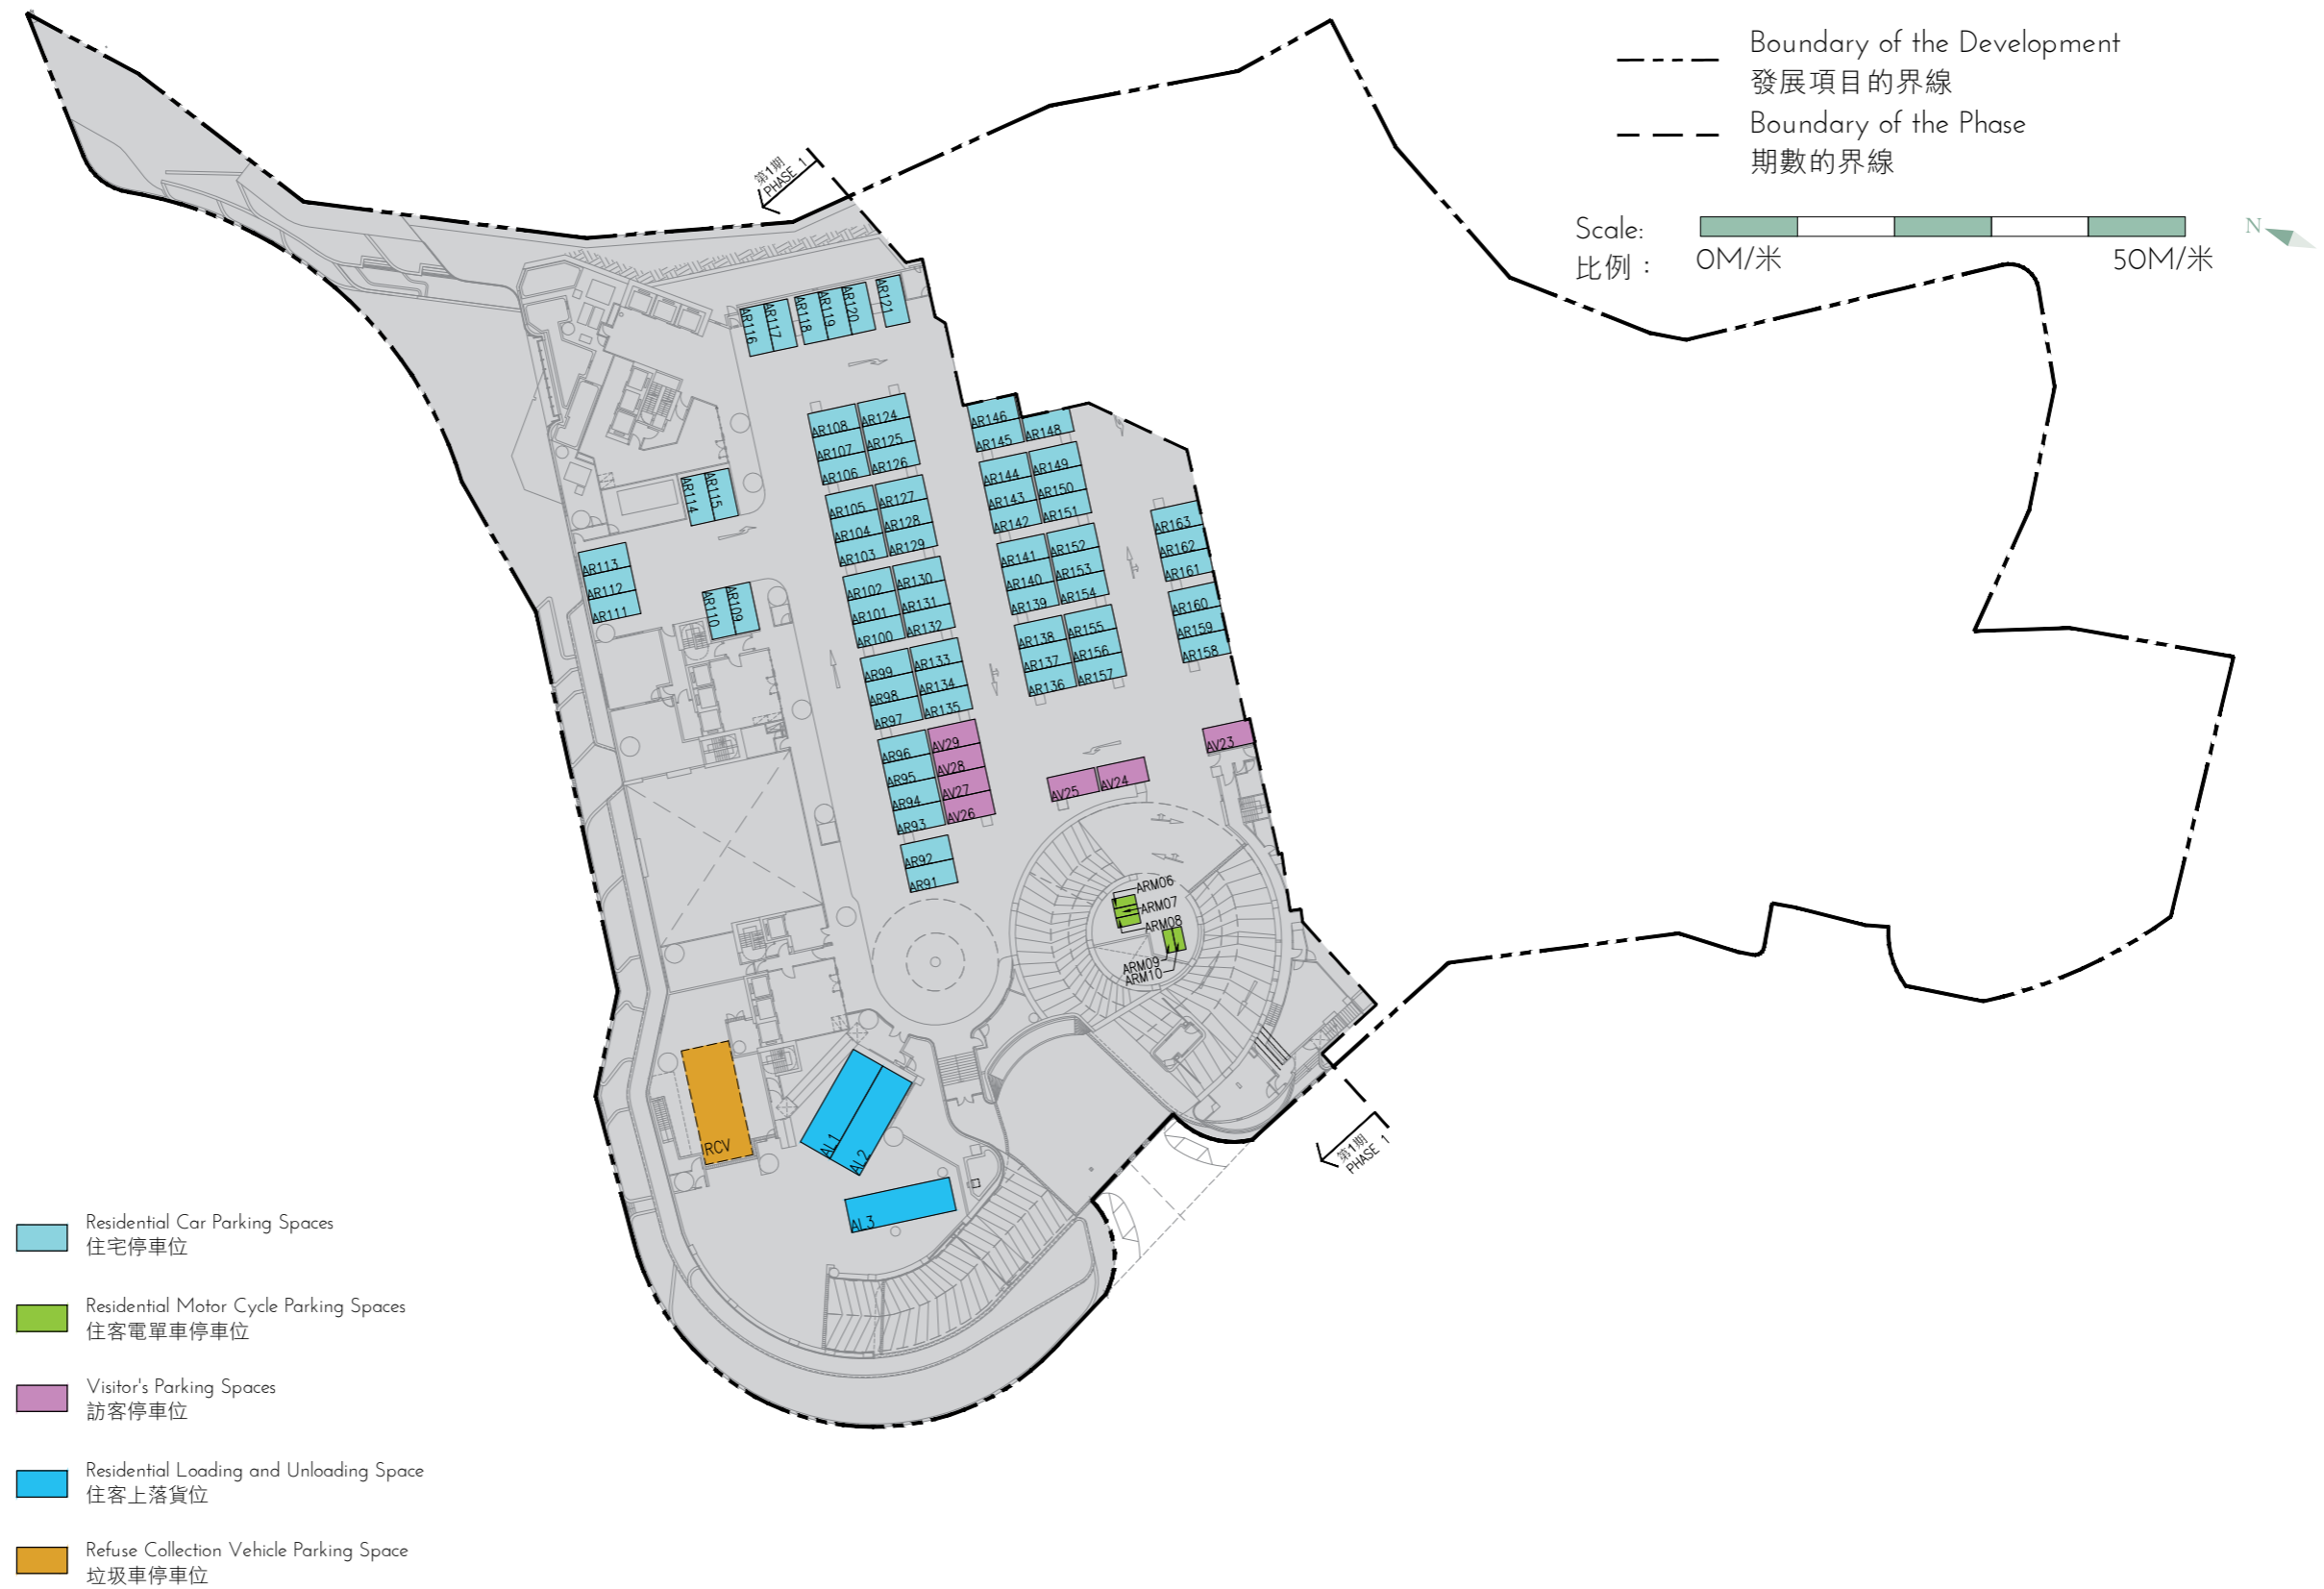 Boundary of the Development
發展項目的界線
Boundary of the Phase
期數的界線
Scale:
比例：
0M/米
50M/米
N
第1期
PHASE 1
AR116
AR117
AR118
AR119
AR120
AR121
AR108
AR124
AR107
AR125
AR106
AR126
AR105
AR127
AR104
AR128
AR103
AR129
AR102
AR130
AR101
AR131
AR100
AR132
AR99
AR133
AR98
AR134
AR97
AR135
AR96
AV29
AR95
AV28
AR94
AV27
AR93
AV26
AR92
AR91
AR146
AR145
AR148
AR144
AR149
AR143
AR150
AR142
AR151
AR141
AR152
AR140
AR153
AR139
AR154
AR138
AR155
AR137
AR156
AR136
AR157
AR163
AR162
AR161
AR160
AR159
AR158
AR114
AR115
AR113
AR112
AR111
AR110
AR109
AV23
AV25
AV24
ARM06
ARM07
ARM08
ARM09
ARM10
RCV
AL1
AL2
AL3
第1期
PHASE 1
Residential Car Parking Spaces
住宅停車位
Residential Motor Cycle Parking Spaces
住客電單車停車位
Visitor's Parking Spaces
訪客停車位
Residential Loading and Unloading Space
住客上落貨位
Refuse Collection Vehicle Parking Space
垃圾車停車位